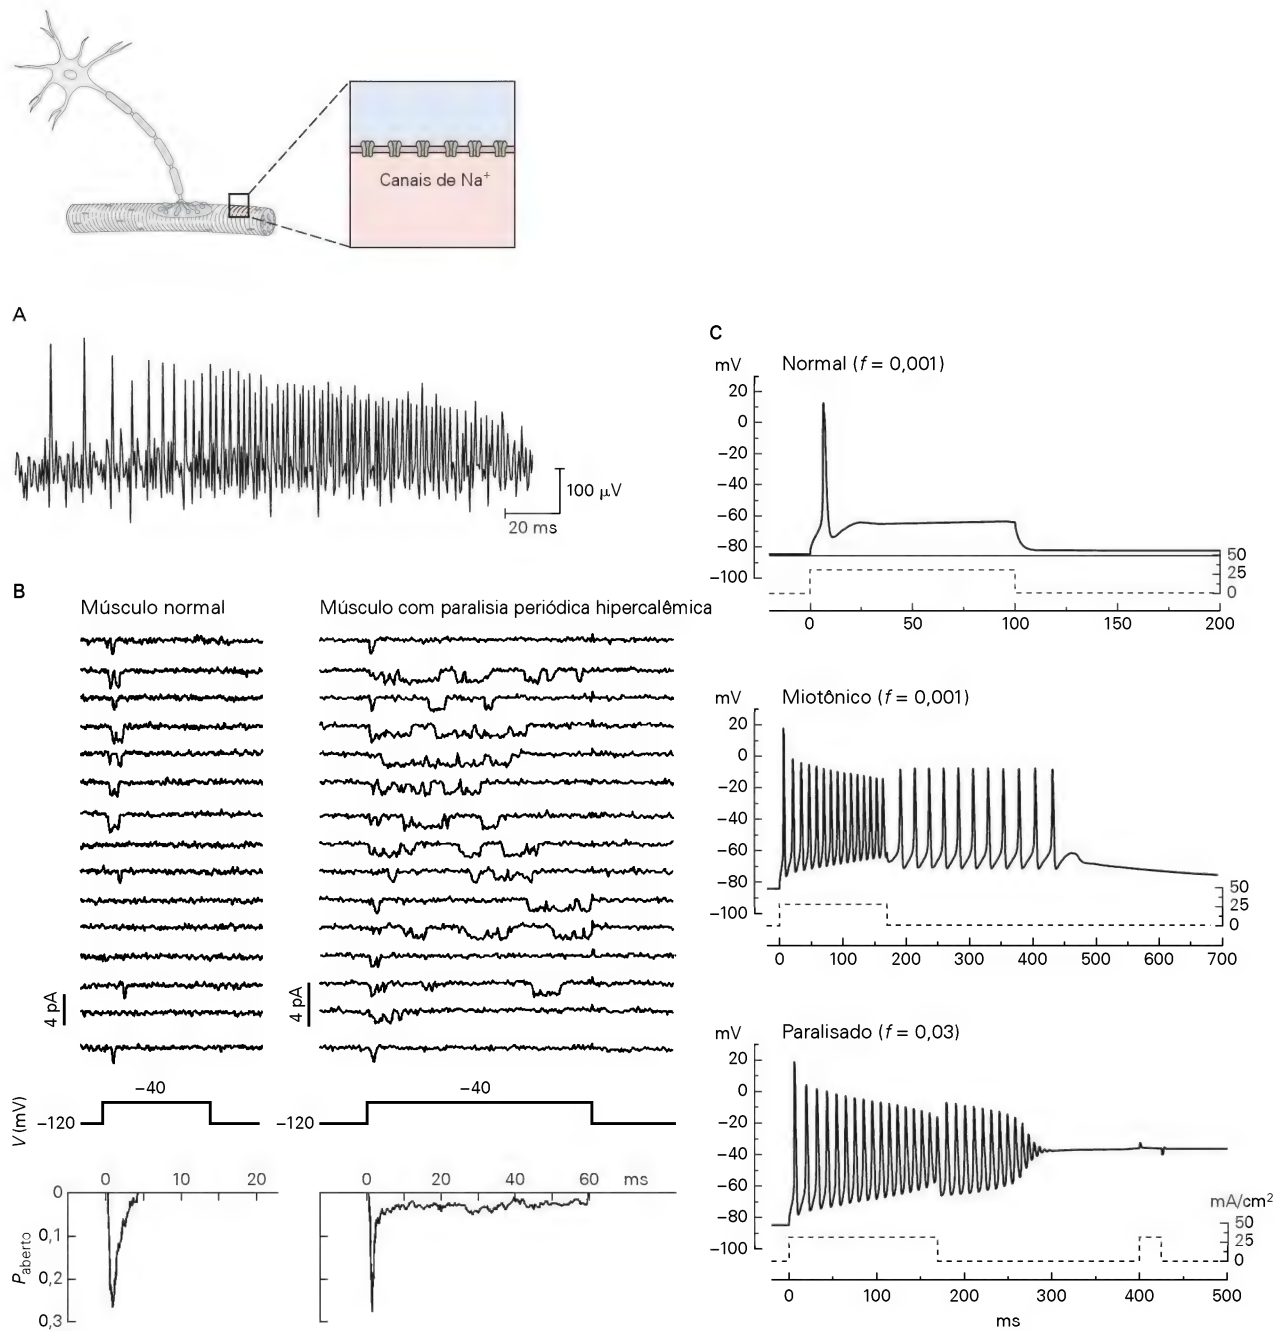 Canais de Na⁺
A
100 µV
20 ms
B
Músculo normal
Músculo com paralisia periódica hipercalêmica
4 pA
4 pA
V (mV)
−40
−120
−40
−120
0 10 20
0 20 40 60 ms
P aberto
0
0,1
0,2
0,3
C
mV
Normal (f = 0,001)
20
0
−20
−40
−60
−80
−100
50
25
0
0 50 100 150 200
mV
Miotônico (f = 0,001)
20
0
−20
−40
−60
−80
−100
50
25
0
0 100 200 300 400 500 600 700
mV
Paralisado (f = 0,03)
20
0
−20
−40
−60
−80
−100
mA/cm²
50
25
0
0 100 200 300 400 500
ms